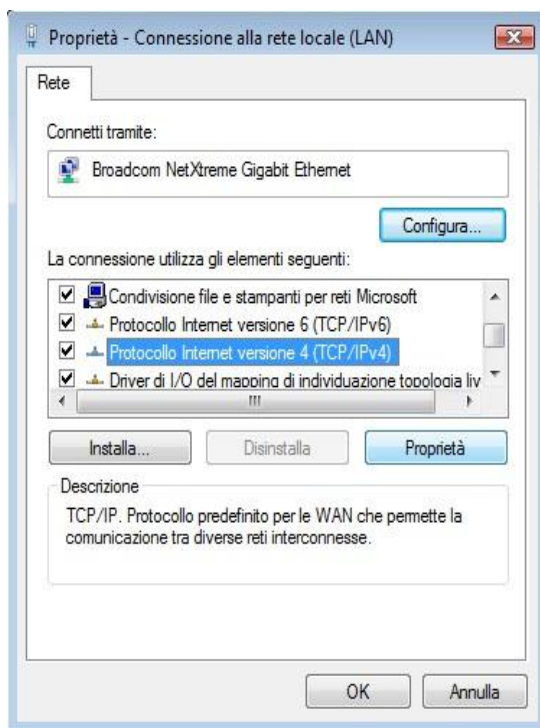 Proprietà - Connessione alla rete locale (LAN)
Rete
Connetti tramite:
Broadcom NetXtreme Gigabit Ethernet
Configura...
La connessione utilizza gli elementi seguenti:
Condivisione file e stampanti per reti Microsoft
Protocollo Internet versione 6 (TCP/IPv6)
Protocollo Internet versione 4 (TCP/IPv4)
Driver di I/O del mapping di individuazione topologia liv
Installa...
Disinstalla
Proprietà
Descrizione
TCP/IP. Protocollo predefinito per le WAN che permette la
comunicazione tra diverse reti interconnesse.
OK
Annulla